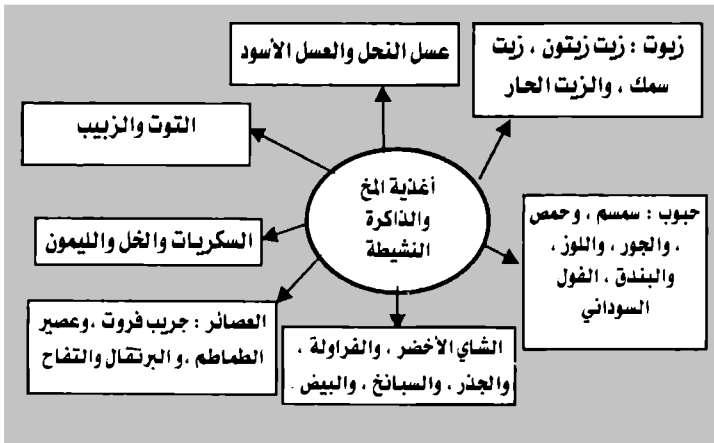 زيوت : زيت زيتون ، زيت
سمك ، والزيت الحار
عسل النحل والعسل الأسود
التوت والزبيب
أغذية المخ
والذاكرة
النشيطة
حبوب : سمسم ، وحمص
، والجور ، واللوز ،
والبندق ، الفول
السوداني
السكريات والخل والليمون
العصائر : جريب فروت ، وعصير
الطماطم ، و البرتقال والتفاح
الشاي الأخضر ، والفراولة ،
والجذر ، والسبانخ ، والبيض .